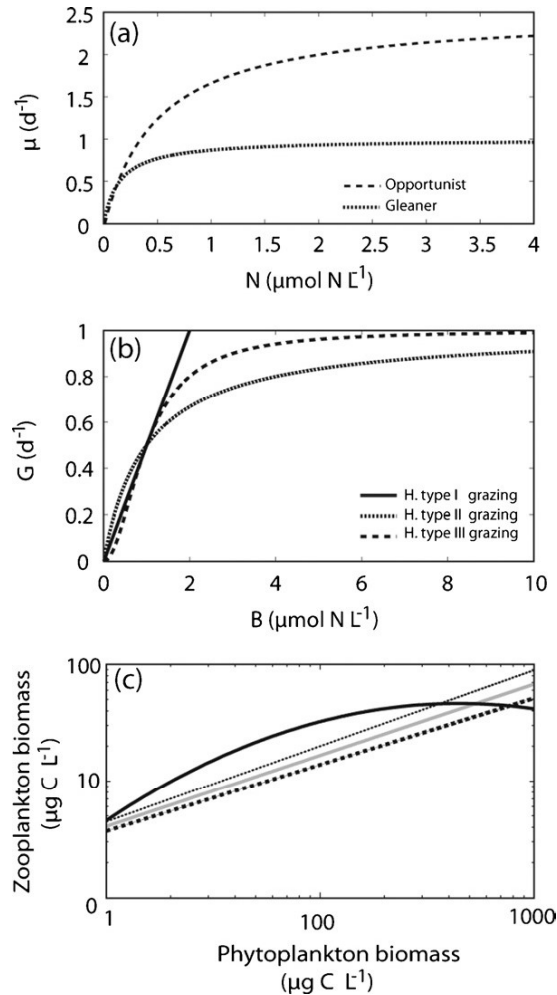 (a)
2.5
2
1.5
1
0.5
0
μ (d⁻¹)
Opportunist
Gleaner
0 0.5 1 1.5 2 2.5 3 3.5 4
N (μmol N L⁻¹)
(b)
1
0.8
0.6
0.4
0.2
0
G (d⁻¹)
H. type I grazing
H. type II grazing
H. type III grazing
0 2 4 6 8 10
B (μmol N L⁻¹)
(c)
100
10
0
Zooplankton biomass
(μg C L⁻¹)
1 100 1000
Phytoplankton biomass
(μg C L⁻¹)